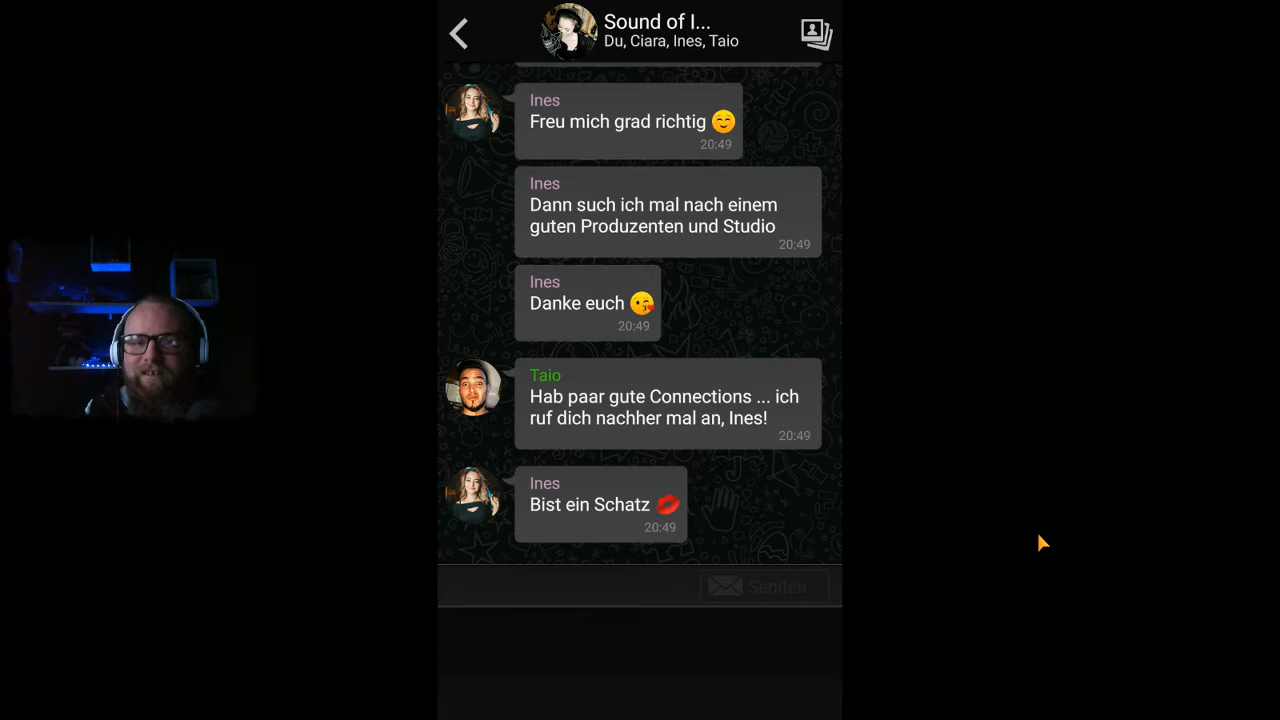 Sound of I...
Du, Ciara, Ines, Taio
Ines
Freu mich grad richtig 😊
20:49
Ines
Dann such ich mal nach einem
guten Produzenten und Studio
20:49
Ines
Danke euch 😘
20:49
Taio
Hab paar gute Connections ... ich
ruf dich nachher mal an, Ines!
20:49
Ines
Bist ein Schatz 💋
20:49
Senden